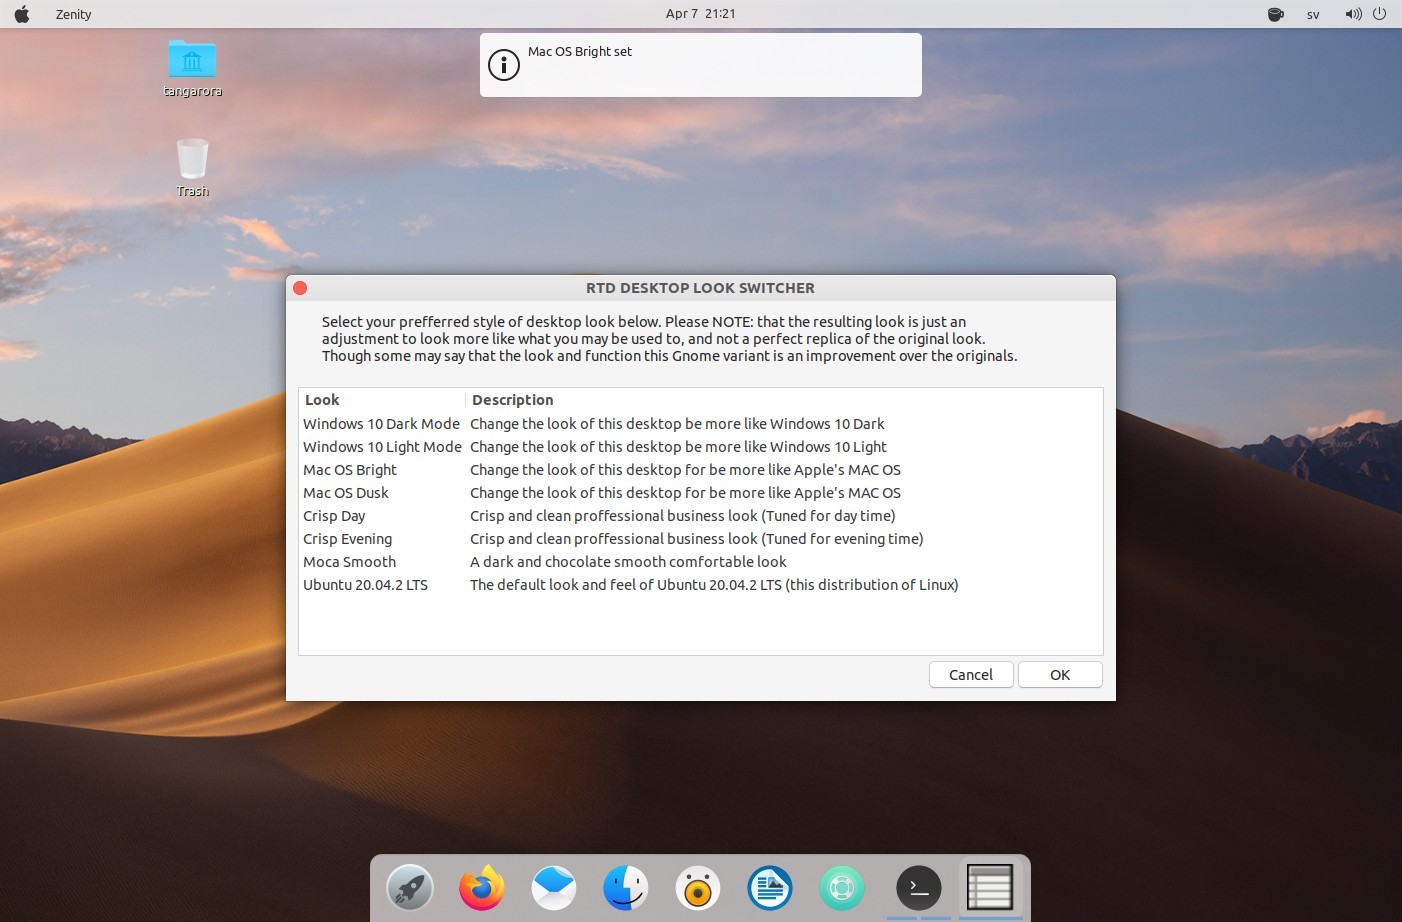 Zenity
Apr 7 21:21
sv
Mac OS Bright set
tangarora
Trash
RTD DESKTOP LOOK SWITCHER
Select your prefferred style of desktop look below. Please NOTE: that the resulting look is just an
adjustment to look more like what you may be used to, and not a perfect replica of the original look.
Though some may say that the look and function this Gnome variant is an improvement over the originals.
Look Description
Windows 10 Dark Mode Change the look of this desktop be more like Windows 10 Dark
Windows 10 Light Mode Change the look of this desktop be more like Windows 10 Light
Mac OS Bright Change the look of this desktop for be more like Apple's MAC OS
Mac OS Dusk Change the look of this desktop for be more like Apple's MAC OS
Crisp Day Crisp and clean proffessional business look (Tuned for day time)
Crisp Evening Crisp and clean proffessional business look (Tuned for evening time)
Moca Smooth A dark and chocolate smooth comfortable look
Ubuntu 20.04.2 LTS The default look and feel of Ubuntu 20.04.2 LTS (this distribution of Linux)
Cancel OK